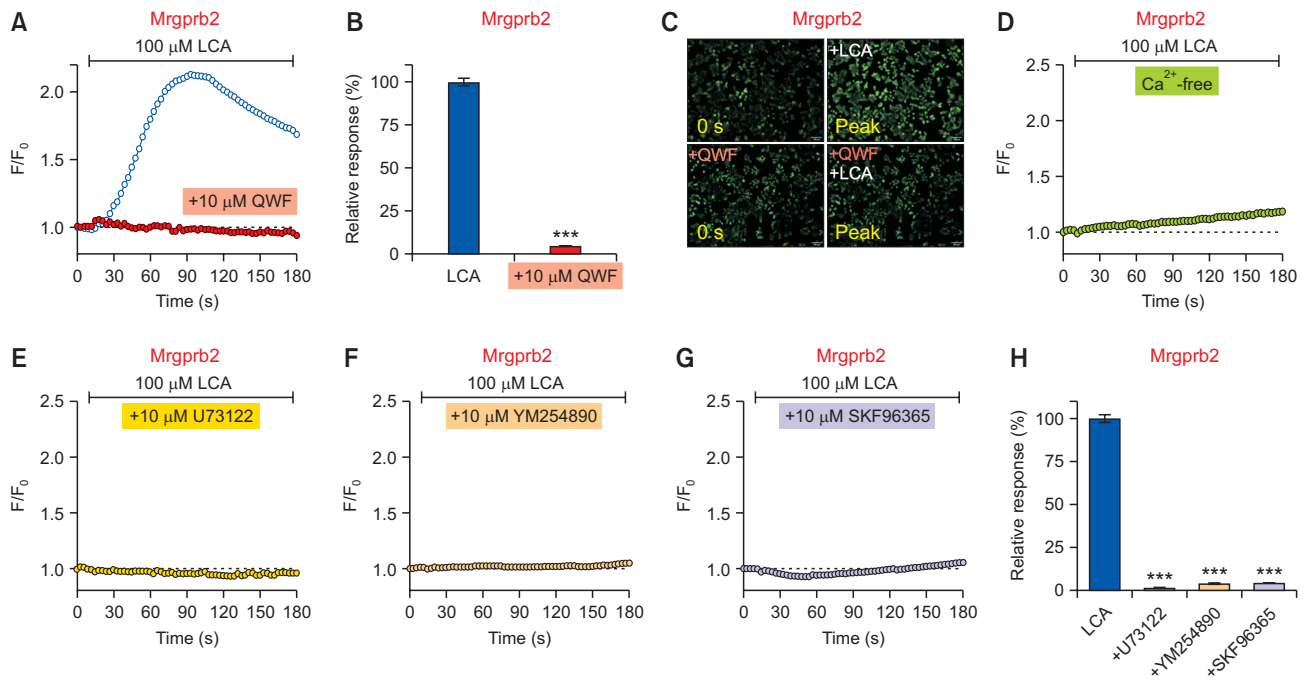 A
Mrgprb2
100 μM LCA
F/F0
2.0
1.5
1.0
+10 μM QWF
0 30 60 90 120 150 180
Time (s)
B
Mrgprb2
Relative response (%)
100
75
50
25
0
***
LCA
+10 μM QWF
C
Mrgprb2
+LCA
0 s
Peak
+QWF
+QWF
+LCA
0 s
Peak
D
Mrgprb2
100 μM LCA
2.5
Ca2+-free
2.0
F/F0
1.5
1.0
0 30 60 90 120 150 180
Time (s)
E
Mrgprb2
100 μM LCA
2.5
+10 μM U73122
2.0
F/F0
1.5
1.0
0 30 60 90 120 150 180
Time (s)
F
Mrgprb2
100 μM LCA
2.5
+10 μM YM254890
2.0
F/F0
1.5
1.0
0 30 60 90 120 150 180
Time (s)
G
Mrgprb2
100 μM LCA
2.5
+10 μM SKF96365
2.0
F/F0
1.5
1.0
0 30 60 90 120 150 180
Time (s)
H
Mrgprb2
Relative response (%)
100
75
50
25
0
*** *** ***
LCA
+U73122
+YM254890
+SKF96365